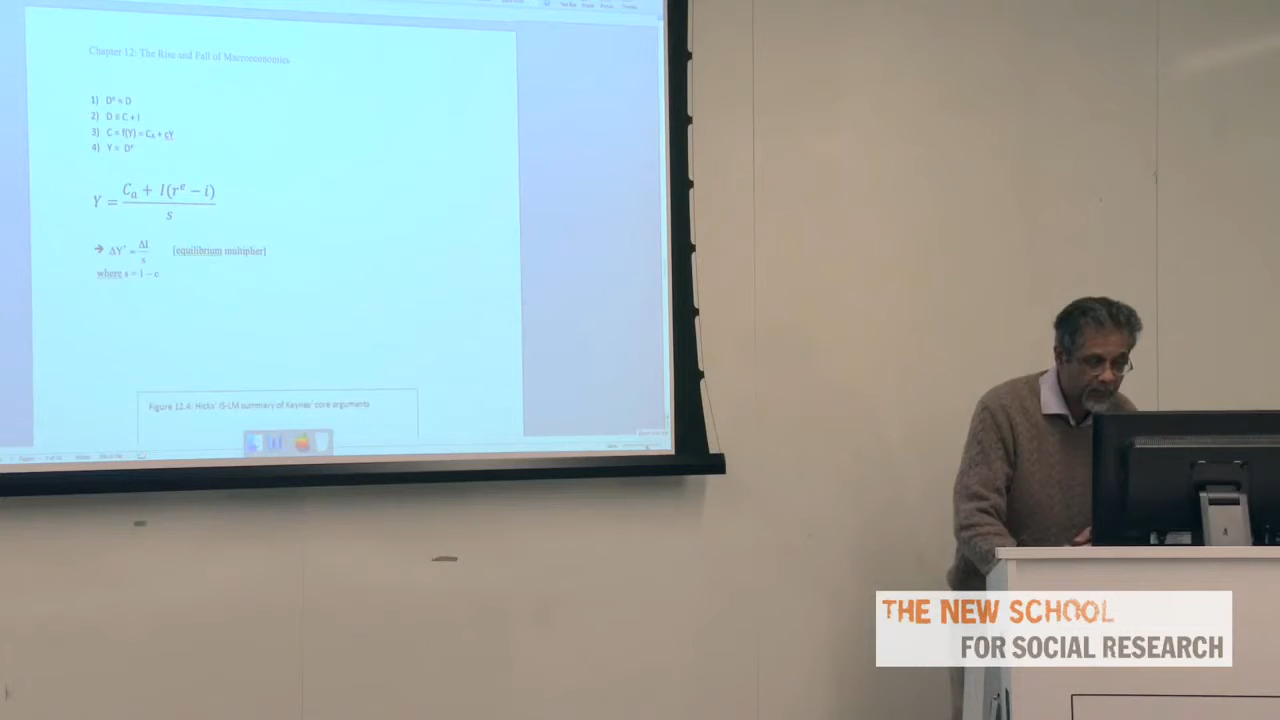 Chapter 12: The Rise and Fall of Macroeconomics
1) Dᵉ = D
2) D ≡ C + I
3) C = f(Y) = Cₐ + cY
4) Y = Dᵉ
Y = (Cₐ + I(rᵉ − i)) / s
➔ ΔY* = ΔI / s [equilibrium multiplier]
where s = 1 − c
Figure 12.4: Hicks' IS-LM summary of Keynes' core arguments
THE NEW SCHOOL
FOR SOCIAL RESEARCH